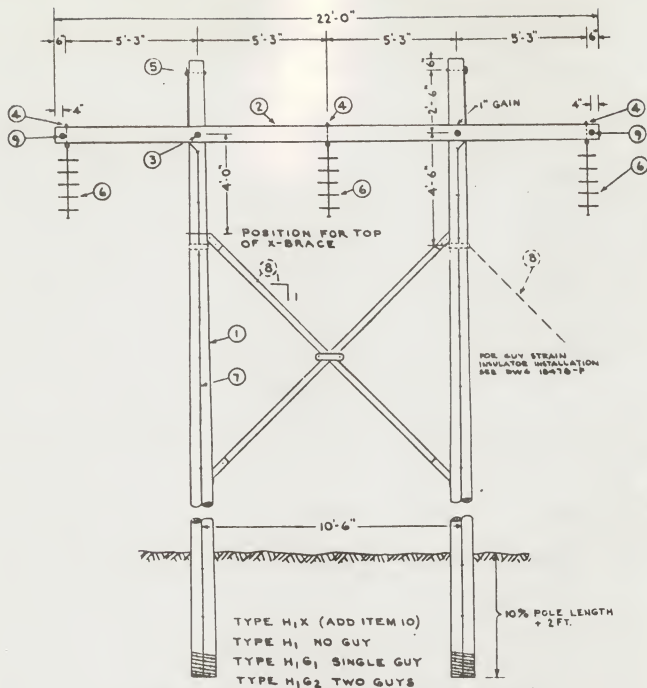 22'-0"
6" 5'-3" 5'-3" 5'-3" 5'-3" 6"
5
6"
2'-6"
4 4" 2 4 1" GAIN 4" 4
9 9
3
6 6 6
4'-0" 4'-6"
POSITION FOR TOP
OF X-BRACE
8
1
1
8
1
7
FOR GUY STRAIN
INSULATOR INSTALLATION
SEE DWG 18478-P
10'-6"
10% POLE LENGTH
+ 2 FT.
TYPE H₁X (ADD ITEM 10)
TYPE H₁ NO GUY
TYPE H₁G₁ SINGLE GUY
TYPE H₁G₂ TWO GUYS